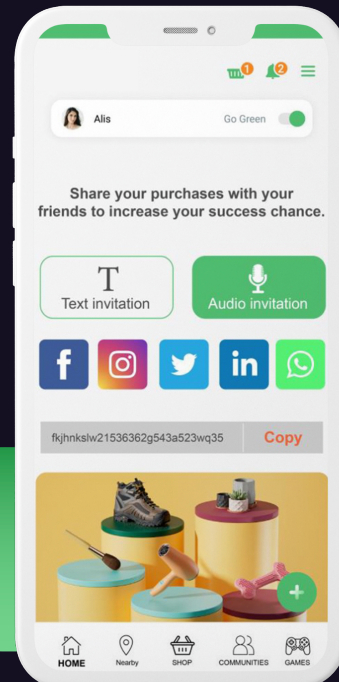 1
2
Alis
Go Green
Share your purchases with your
friends to increase your success chance.
T
Text invitation
Audio invitation
f
in
fkjhnkslw21536362g543a523wq35
Copy
HOME
Nearby
SHOP
COMMUNITIES
GAMES